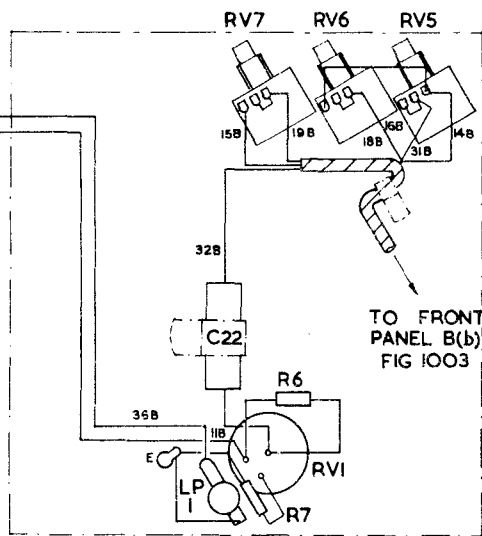 RV7 RV6 RV5
15B 19B 18B 16B 31B 14B
32B
TO FRONT
PANEL B(b)
FIG 1003
C22
R6
36B
11B
E
RV1
LP
1
R7